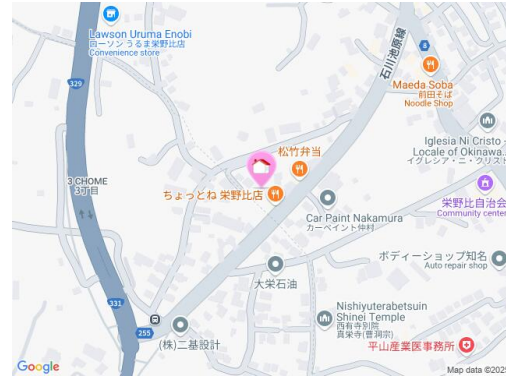 Lawson Uruma Enobi
ローソン うるま栄野比店
Convenience store
329
石川池原線
8
Maeda Soba
前田そば
Noodle Shop
松竹弁当
Iglesia Ni Cristo -
Locale of Okinawa...
イグレシア・ニ・クリスト
3 CHOME
3丁目
ちょっとね 栄野比店
栄野比自治会
Community center
Car Paint Nakamura
カーペイント仲村
ボディーショップ知名
Auto repair shop
大栄石油
331
Nishiyuterabetsuin
Shinei Temple
西有寺別院
真栄寺(曹洞宗)
255
(株)二基設計
平山産業医事務所
Google
Map data ©2025